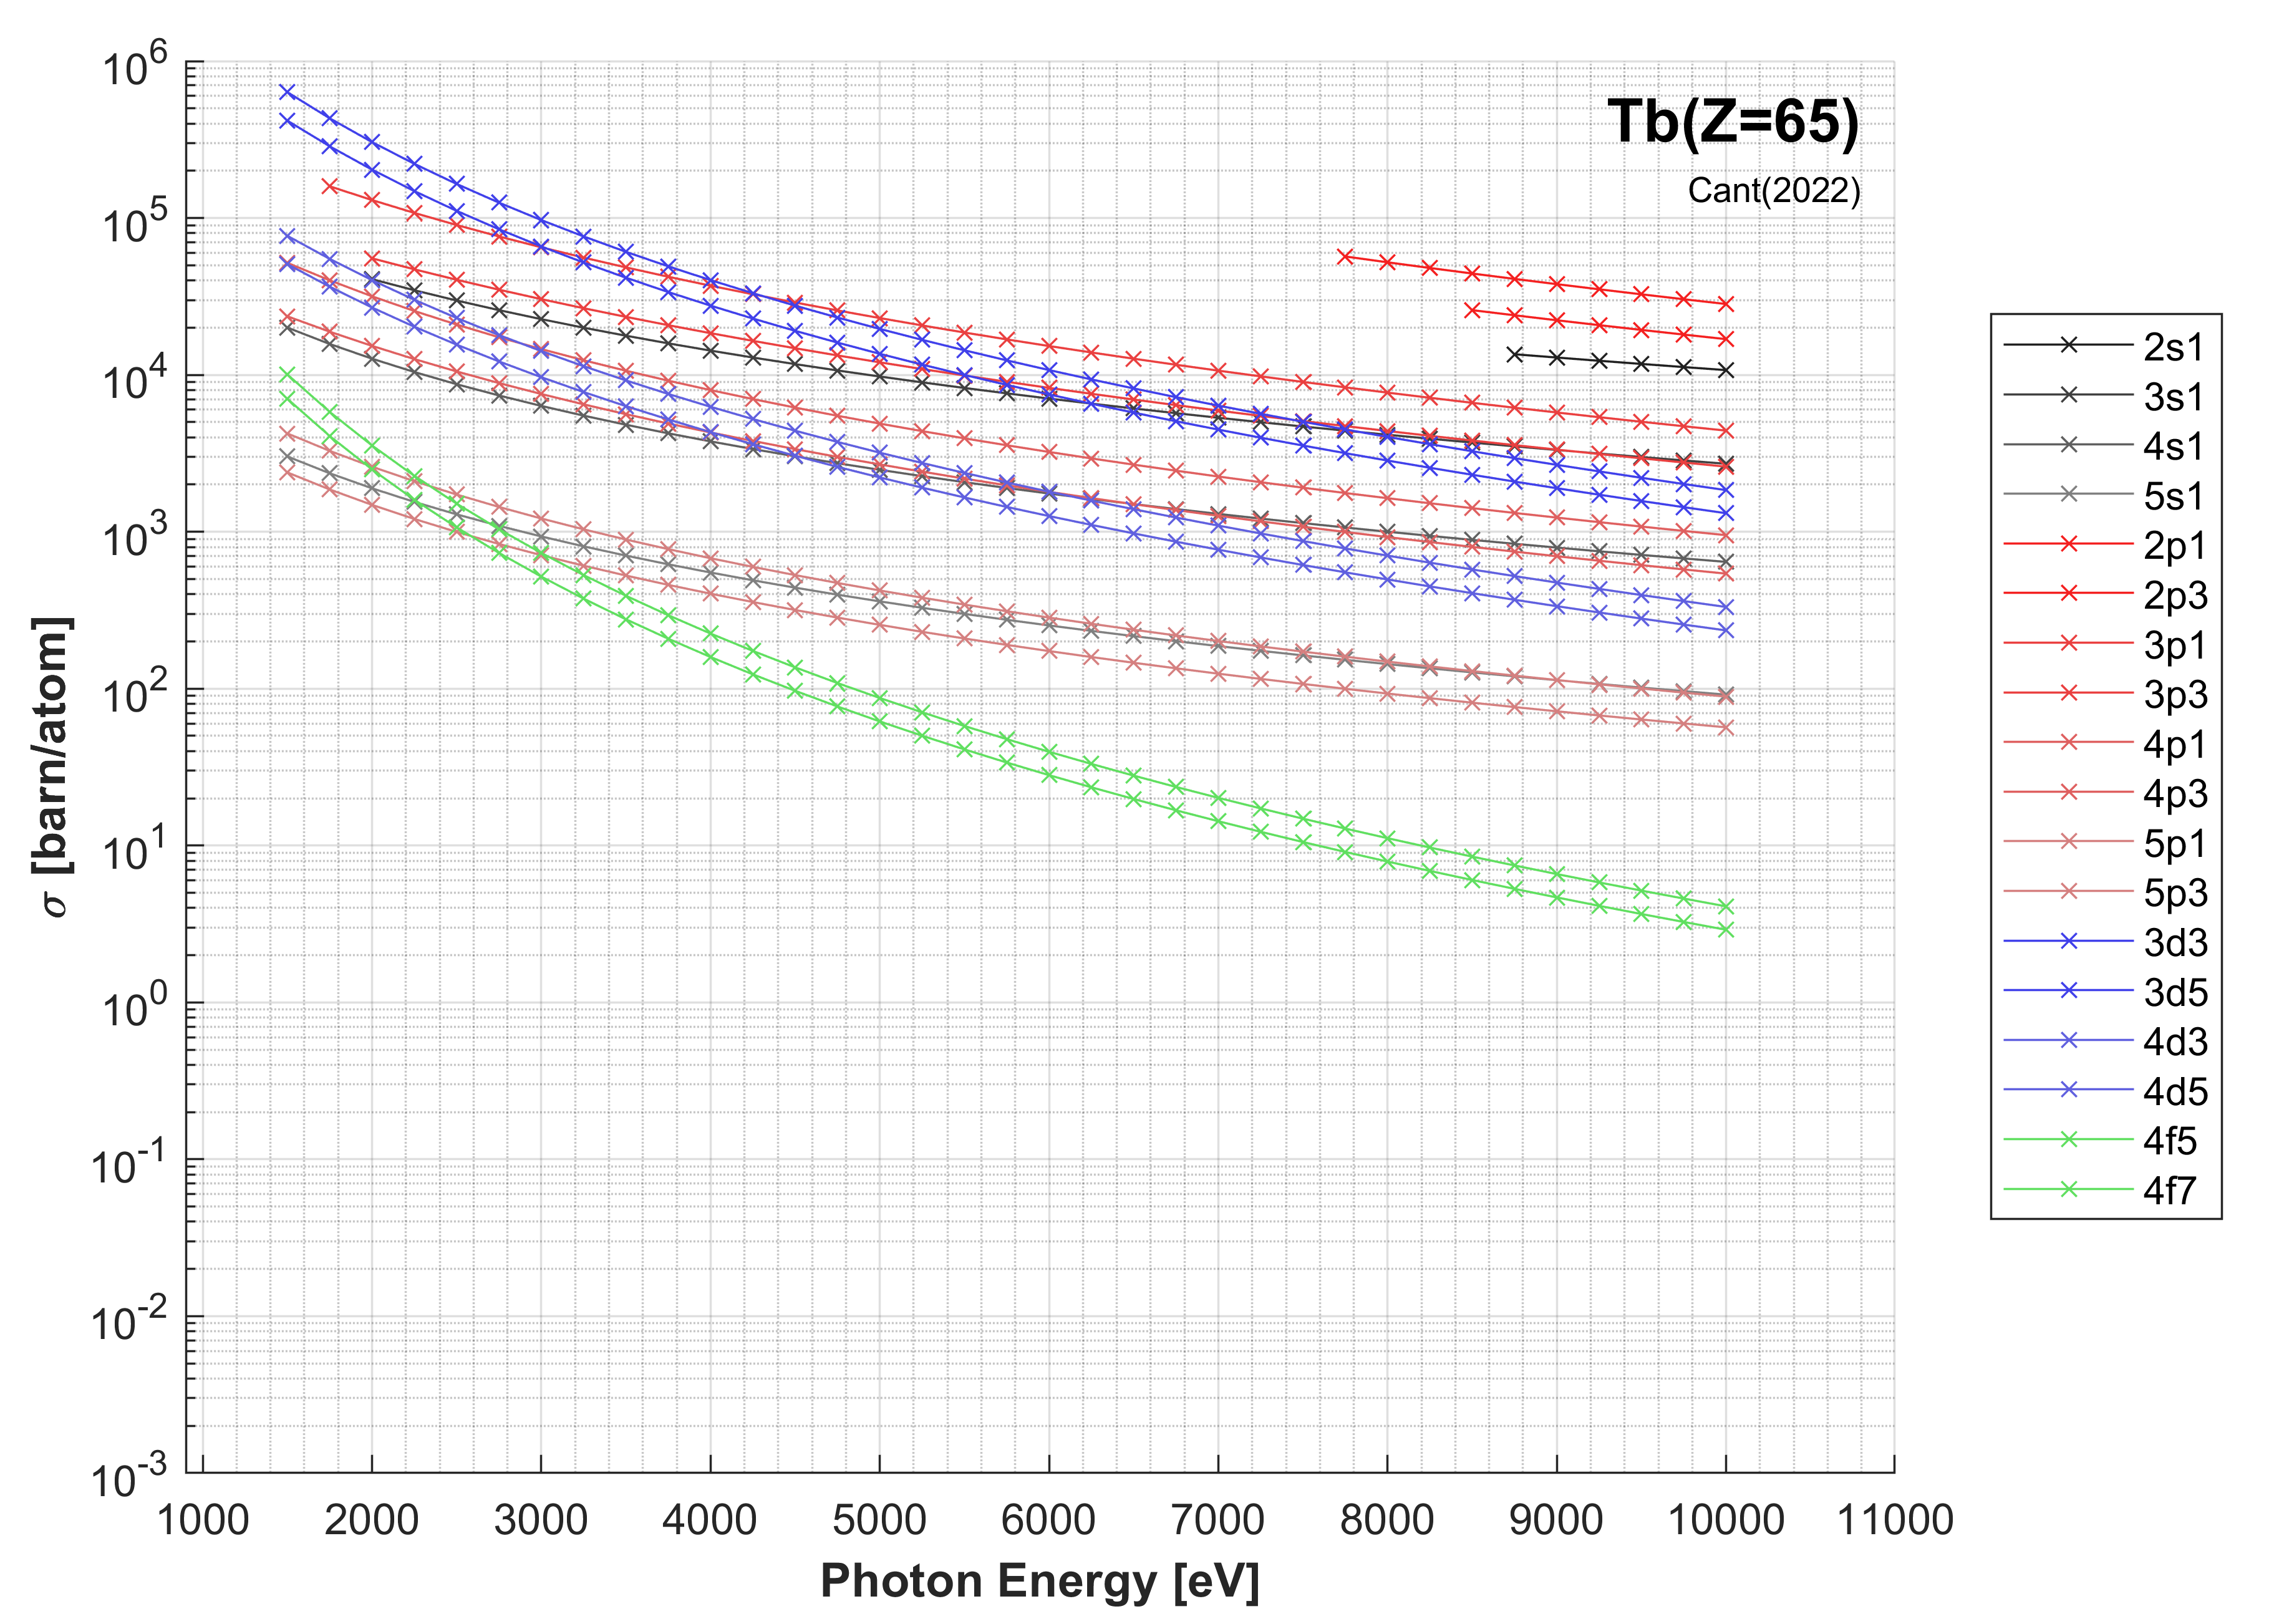 Tb(Z=65)
Cant(2022)
σ [barn/atom]
10^6
10^5
10^4
10^3
10^2
10^1
10^0
10^-1
10^-2
10^-3
1000 2000 3000 4000 5000 6000 7000 8000 9000 10000 11000
Photon Energy [eV]
2s1
3s1
4s1
5s1
2p1
2p3
3p1
3p3
4p1
4p3
5p1
5p3
3d3
3d5
4d3
4d5
4f5
4f7